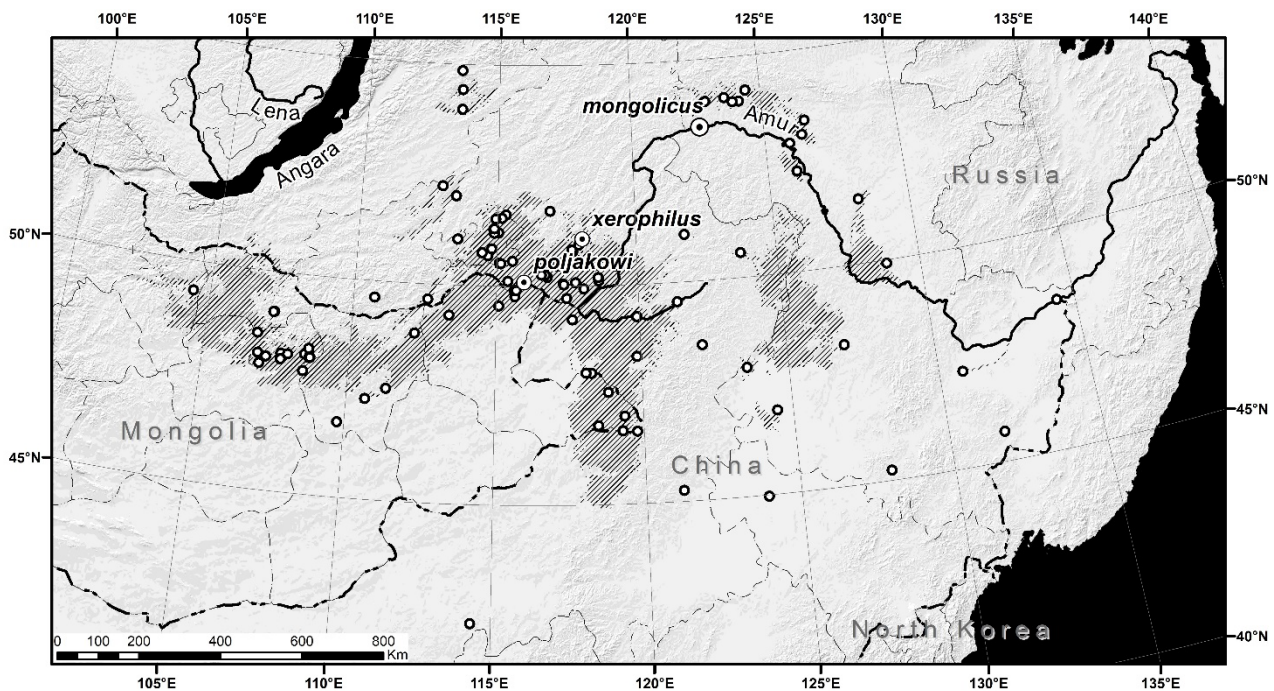 100°E 105°E 110°E 115°E 120°E 125°E 130°E 135°E 140°E
Lena
Angara
mongolicus
Amur
Russia
50°N
50°N
xerophilus
poljakowi
Mongolia
45°N
45°N
China
North Korea
40°N
0 100 200 400 600 800
Km
105°E 110°E 115°E 120°E 125°E 130°E 135°E